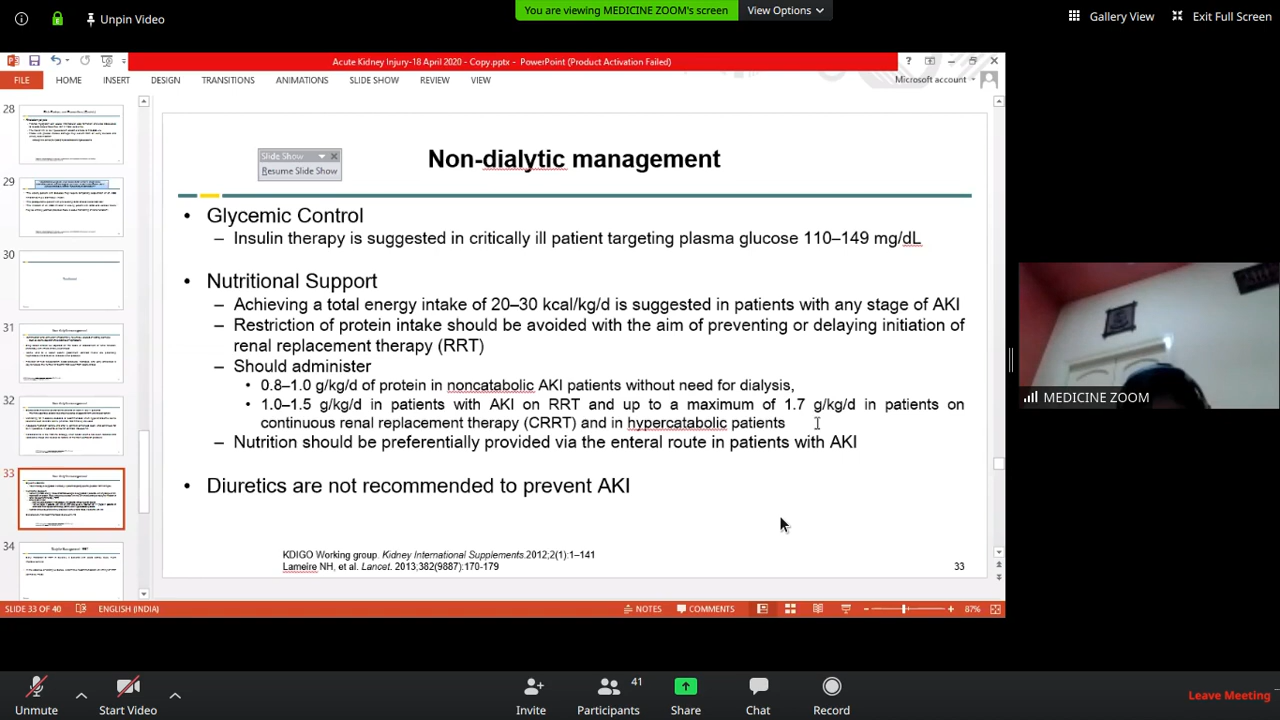 Unpin Video
You are viewing MEDICINE ZOOM's screen
View Options
Gallery View
Exit Full Screen
Acute Kidney Injury-18 April 2020 - Copy.pptx - PowerPoint (Product Activation Failed)
FILE HOME INSERT DESIGN TRANSITIONS ANIMATIONS SLIDE SHOW REVIEW VIEW
Microsoft account
28
29
30
31
32
33
34
Slide Show
Resume Slide Show
Non-dialytic management
• Glycemic Control
– Insulin therapy is suggested in critically ill patient targeting plasma glucose 110–149 mg/dL
• Nutritional Support
– Achieving a total energy intake of 20–30 kcal/kg/d is suggested in patients with any stage of AKI
– Restriction of protein intake should be avoided with the aim of preventing or delaying initiation of
renal replacement therapy (RRT)
– Should administer
• 0.8–1.0 g/kg/d of protein in noncatabolic AKI patients without need for dialysis,
• 1.0–1.5 g/kg/d in patients with AKI on RRT and up to a maximum of 1.7 g/kg/d in patients on
continuous renal replacement therapy (CRRT) and in hypercatabolic patients
– Nutrition should be preferentially provided via the enteral route in patients with AKI
• Diuretics are not recommended to prevent AKI
KDIGO Working group. Kidney International Supplements.2012;2(1):1–141
Lameire NH, et al. Lancet. 2013;382(9887):170-179
33
MEDICINE ZOOM
SLIDE 33 OF 40 ENGLISH (INDIA) NOTES COMMENTS 87%
Unmute
Start Video
Invite
41
Participants
Share
Chat
Record
Leave Meeting